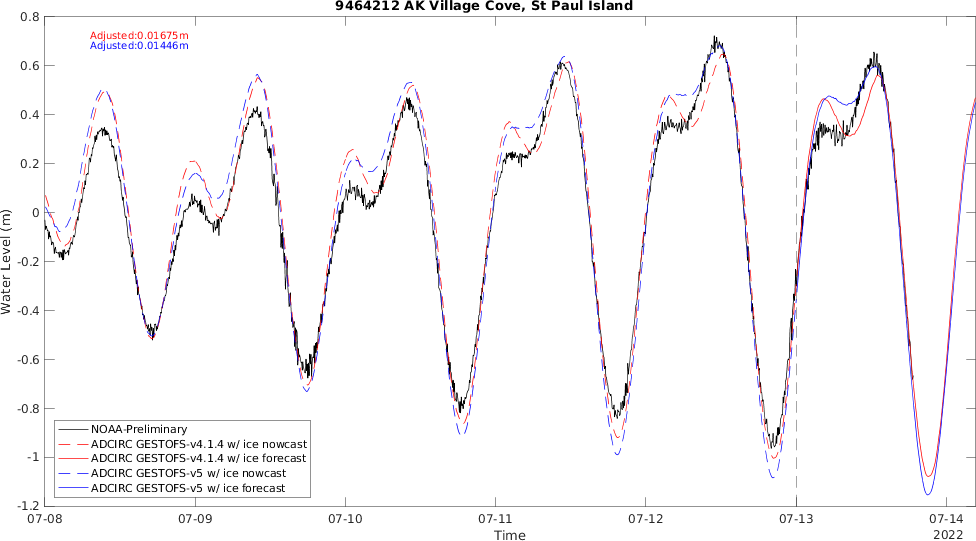 9464212 AK Village Cove, St Paul Island
Adjusted:0.01675m
Adjusted:0.01446m
0.8
0.6
0.4
0.2
0
-0.2
-0.4
-0.6
-0.8
-1
-1.2
Water Level (m)
NOAA-Preliminary
ADCIRC GESTOFS-v4.1.4 w/ ice nowcast
ADCIRC GESTOFS-v4.1.4 w/ ice forecast
ADCIRC GESTOFS-v5 w/ ice nowcast
ADCIRC GESTOFS-v5 w/ ice forecast
07-08 07-09 07-10 07-11 07-12 07-13 07-14
Time
2022